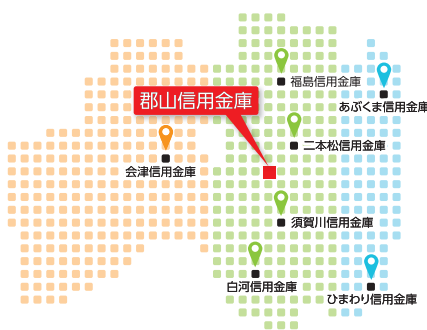 福島信用金庫
郡山信用金庫
あぶくま信用金庫
二本松信用金庫
会津信用金庫
須賀川信用金庫
白河信用金庫
ひまわり信用金庫